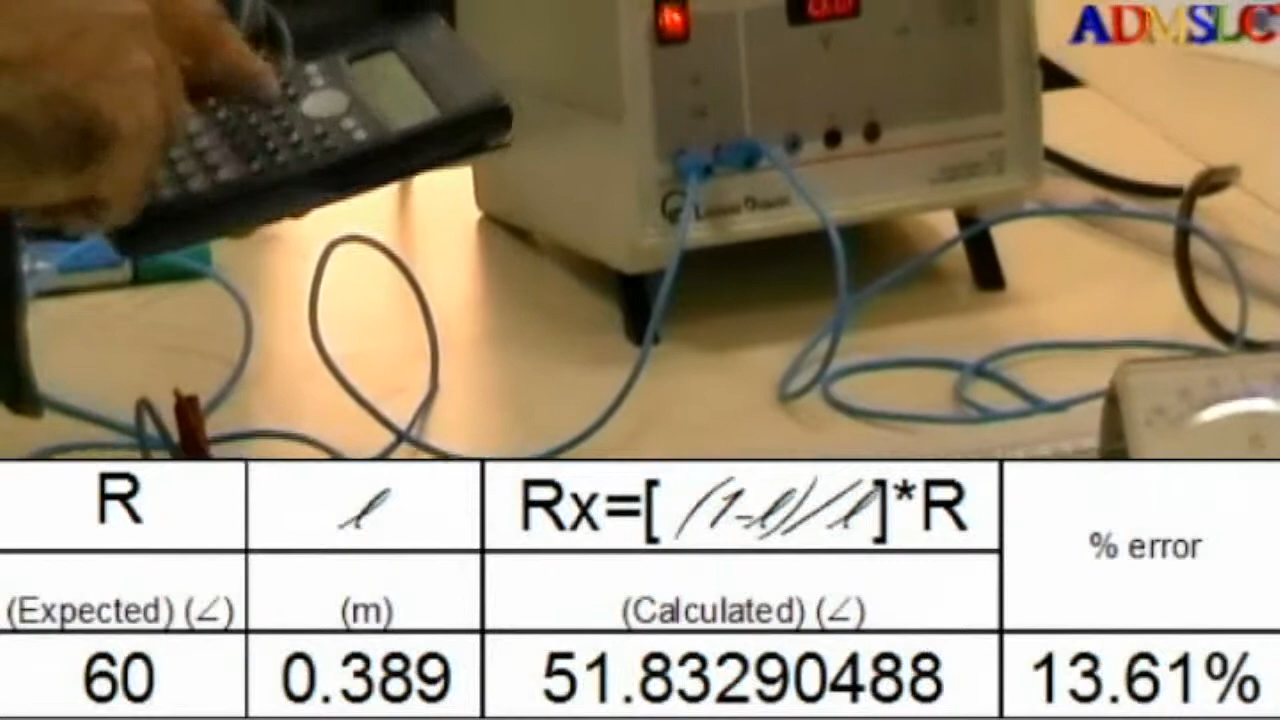 ADMSLC
R
ℓ
Rx=[ (1-ℓ)/ℓ]*R
% error
(Expected) (∠)
(m)
(Calculated) (∠)
60
0.389
51.83290488
13.61%